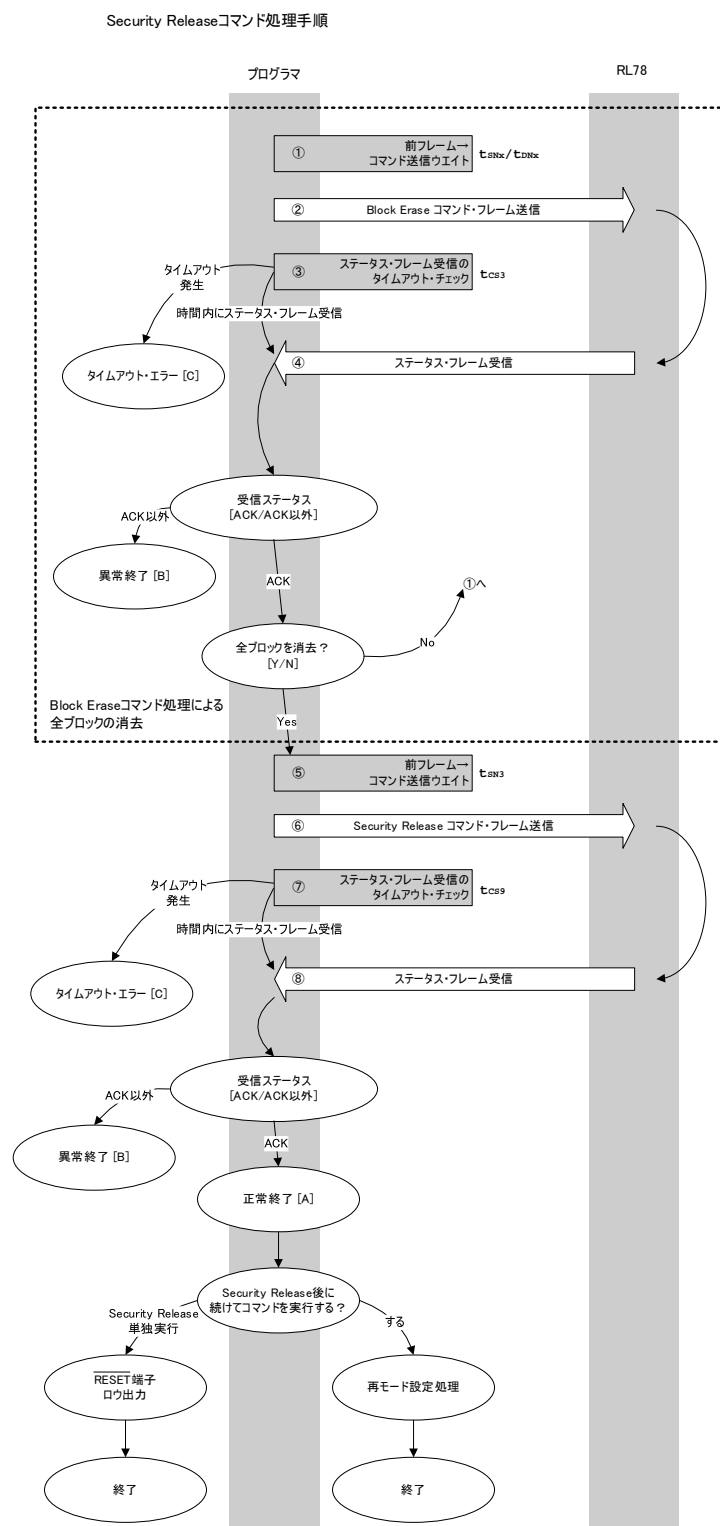 Security Releaseコマンド処理手順
プログラマ
RL78
①
前フレーム→
コマンド送信ウエイト
tSNx/tDNx
②
Block Erase コマンド・フレーム送信
タイムアウト
発生
③
ステータス・フレーム受信の
タイムアウト・チェック
tCS3
時間内にステータス・フレーム受信
④
ステータス・フレーム受信
タイムアウト・エラー [C]
受信ステータス
[ACK/ACK以外]
ACK以外
異常終了 [B]
ACK
①へ
全ブロックを消去？
[Y/N]
No
Block Eraseコマンド処理による
全ブロックの消去
Yes
⑤
前フレーム→
コマンド送信ウエイト
tSN3
⑥
Security Release コマンド・フレーム送信
タイムアウト
発生
⑦
ステータス・フレーム受信の
タイムアウト・チェック
tCS9
時間内にステータス・フレーム受信
⑧
ステータス・フレーム受信
タイムアウト・エラー [C]
受信ステータス
[ACK/ACK以外]
ACK以外
異常終了 [B]
ACK
正常終了 [A]
Security Release後に
続けてコマンドを実行する？
Security Release
単独実行
する
RESET端子
ロウ出力
再モード設定処理
終了
終了